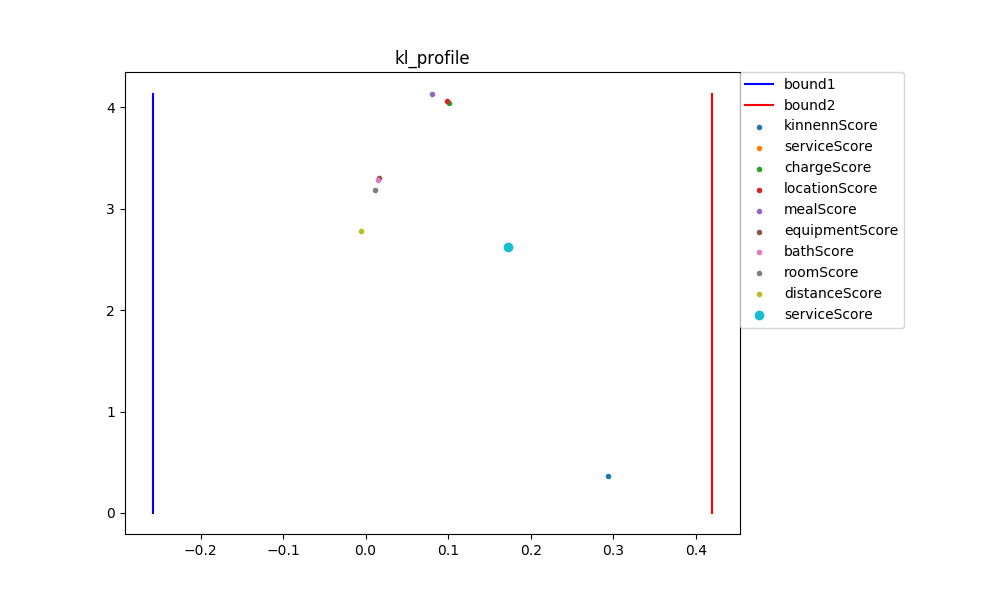 kl_profile
4
3
2
1
0
−0.2 −0.1 0.0 0.1 0.2 0.3 0.4
bound1
bound2
kinnennScore
serviceScore
chargeScore
locationScore
mealScore
equipmentScore
bathScore
roomScore
distanceScore
serviceScore